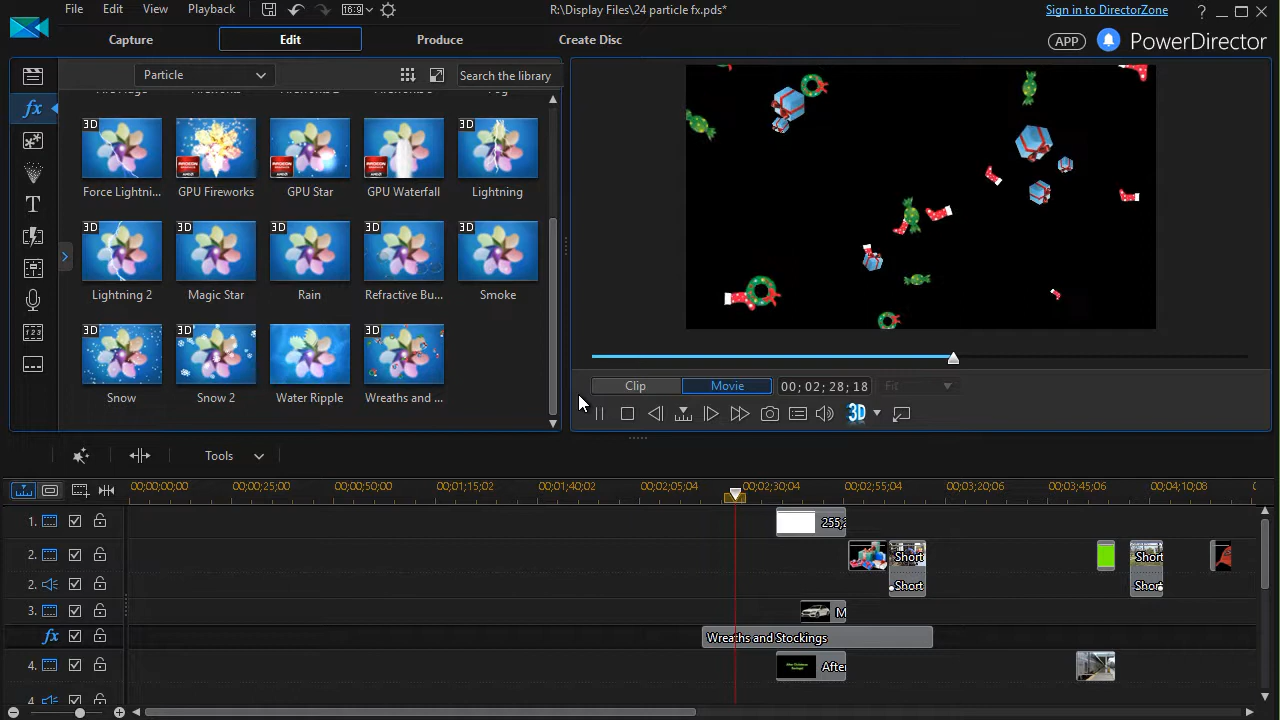 File Edit View Playback 16:9 R:\Display Files\24 particle fx.pds* Sign in to DirectorZone ?
Capture Edit Produce Create Disc APP PowerDirector
Particle Search the library
fx
3D Force Lightni... GPU Fireworks GPU Star GPU Waterfall 3D Lightning
RADEON RADEON RADEON
T
3D Lightning 2 3D Magic Star 3D Rain 3D Refractive Bu... 3D Smoke
3D Snow 3D Snow 2 Water Ripple 3D Wreaths and ...
Clip Movie 00; 02; 28; 18 Fit
3D
Tools
00;00;00;00 00;00;25;00 00;00;50;00 00;01;15;02 00;01;40;02 00;02;05;04 00;02;30;04 00;02;55;04 00;03;20;06 00;03;45;06 00;04;10;08
1. 255,2
2. Short Short
2. Short Short
3. M
fx Wreaths and Stockings
4. After
4.